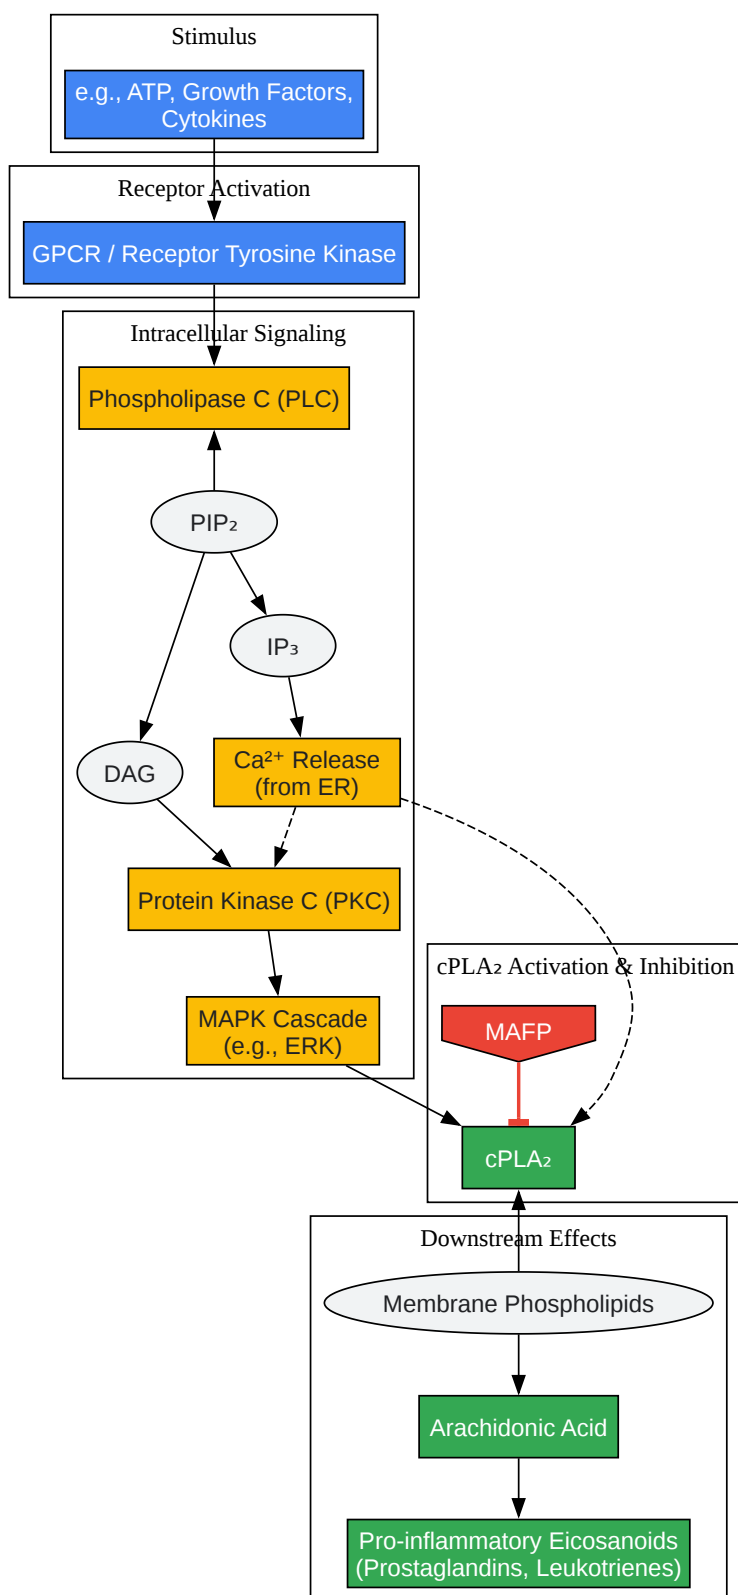 Stimulus
e.g., ATP, Growth Factors,
Cytokines
Receptor Activation
GPCR / Receptor Tyrosine Kinase
Intracellular Signaling
Phospholipase C (PLC)
PIP₂
IP₃
DAG
Ca²⁺ Release
(from ER)
Protein Kinase C (PKC)
cPLA₂ Activation & Inhibition
MAPK Cascade
(e.g., ERK)
MAFP
cPLA₂
Downstream Effects
Membrane Phospholipids
Arachidonic Acid
Pro-inflammatory Eicosanoids
(Prostaglandins, Leukotrienes)